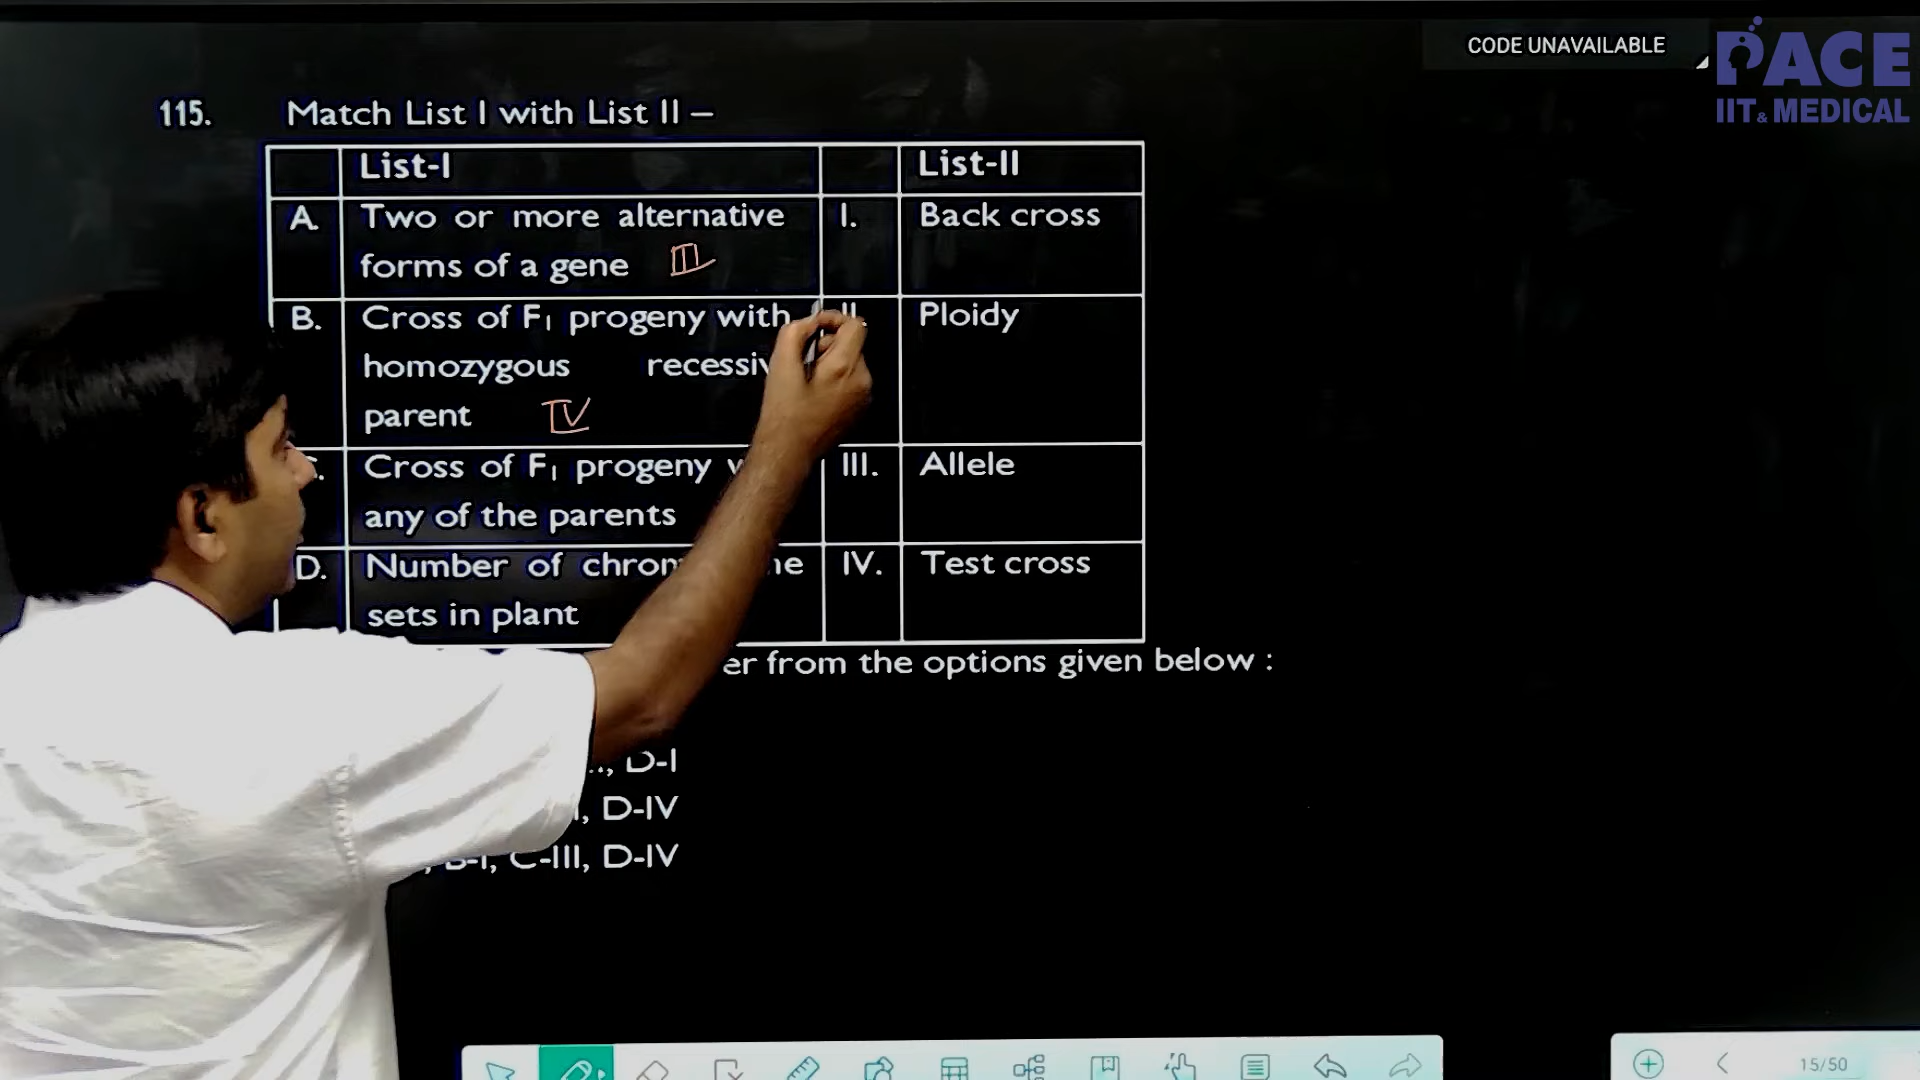 CODE UNAVAILABLE
PACE
IIT & MEDICAL
115. Match List I with List II –
List-I List-II
A. Two or more alternative I. Back cross
forms of a gene III
B. Cross of F1 progeny with II. Ploidy
homozygous
parent IV
Cross of F1 progeny III. Allele
any of the parents
D. Number of IV. Test cross
sets in plant
from the options given below :
D-I
D-IV
B-I, C-III, D-IV
15/50